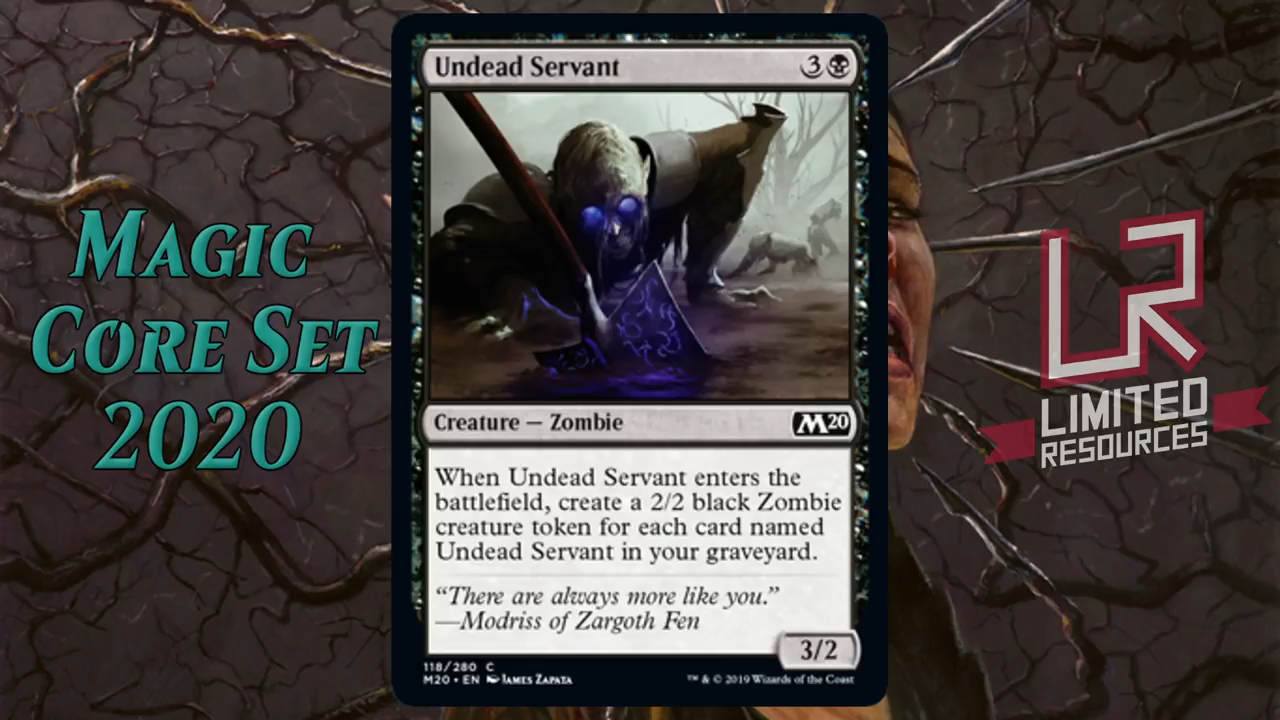 Magic
Core Set
2020
Undead Servant
3
Creature — Zombie
M20
When Undead Servant enters the
battlefield, create a 2/2 black Zombie
creature token for each card named
Undead Servant in your graveyard.
“There are always more like you.”
—Modriss of Zargoth Fen
3/2
118/280 C
M20 • EN James Zapata
™ & © 2019 Wizards of the Coast
LR
LIMITED
RESOURCES